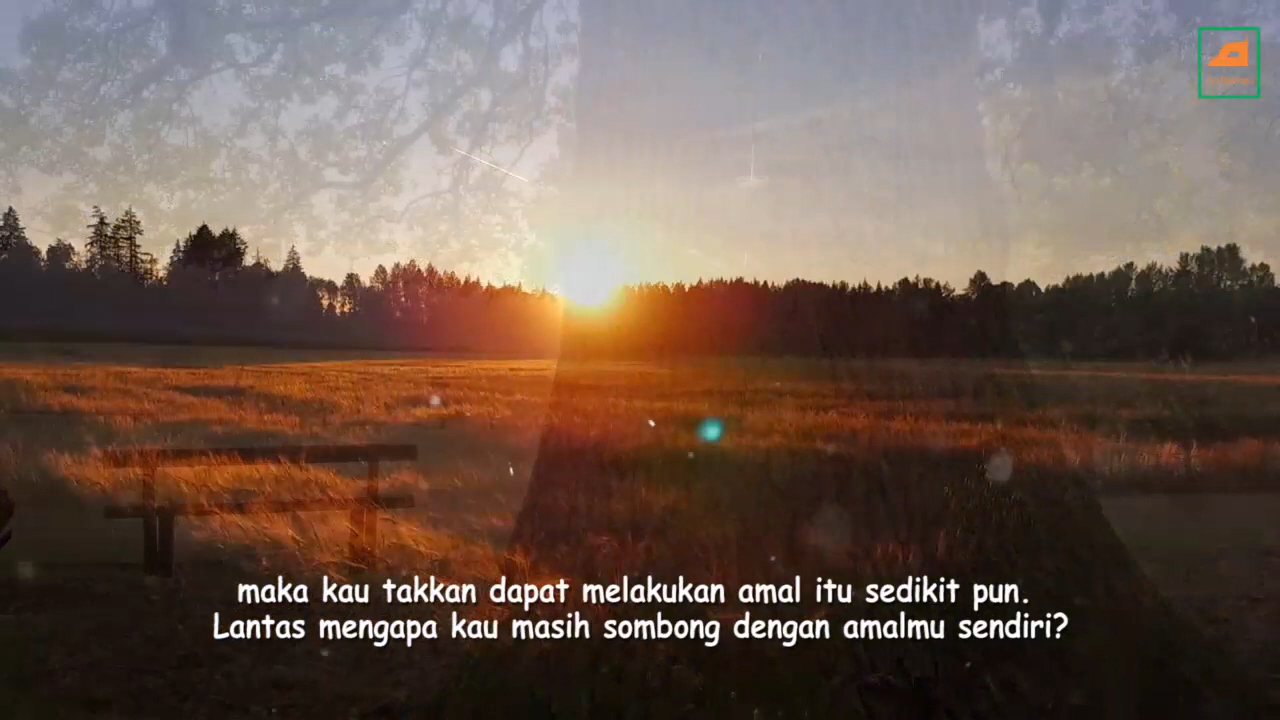 maka kau takkan dapat melakukan amal itu sedikit pun.
Lantas mengapa kau masih sombong dengan amalmu sendiri?